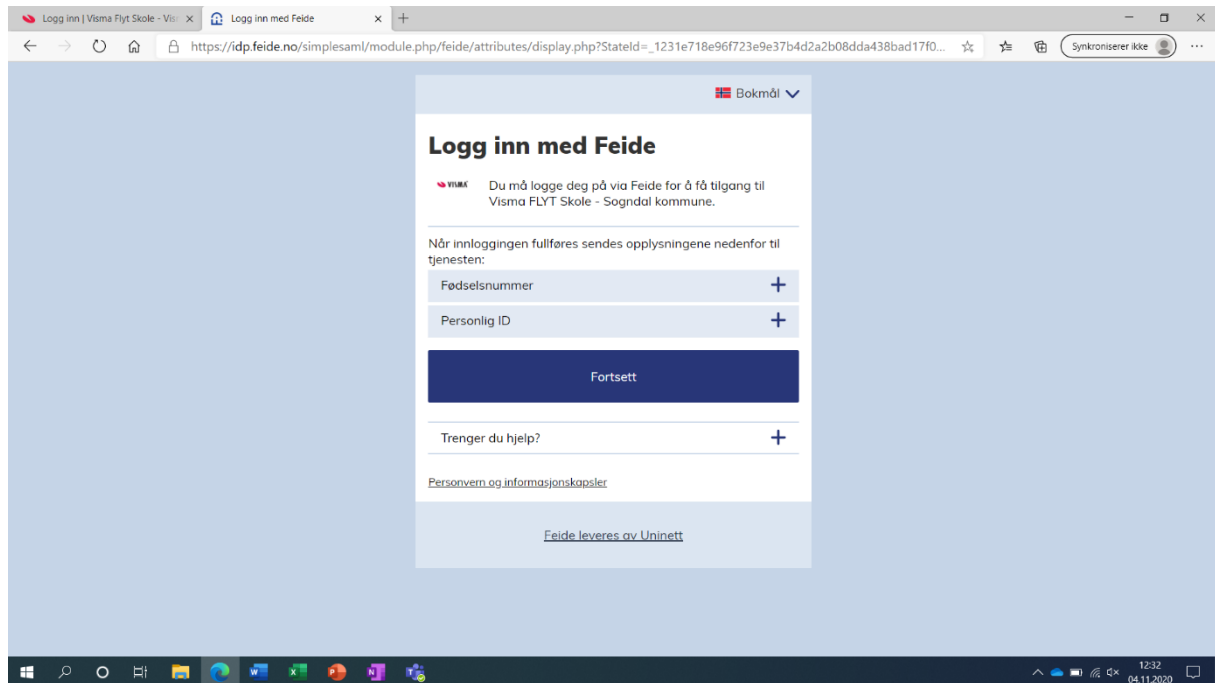 Logg inn | Visma Flyt Skole - Vis
Logg inn med Feide
https://idp.feide.no/simplesaml/module.php/feide/attributes/display.php?StateId=_1231e718e96f723e9e37b4d2a2b08dda438bad17f0...
Synkroniserer ikke
Bokmål
Logg inn med Feide
VISMA
Du må logge deg på via Feide for å få tilgang til
Visma FLYT Skole - Sogndal kommune.
Når innloggingen fullføres sendes opplysningene nedenfor til
tjenesten:
Fødselsnummer
Personlig ID
Fortsett
Trenger du hjelp?
Personvern og informasjonskapsler
Feide leveres av Uninett
12:32
04.11.2020